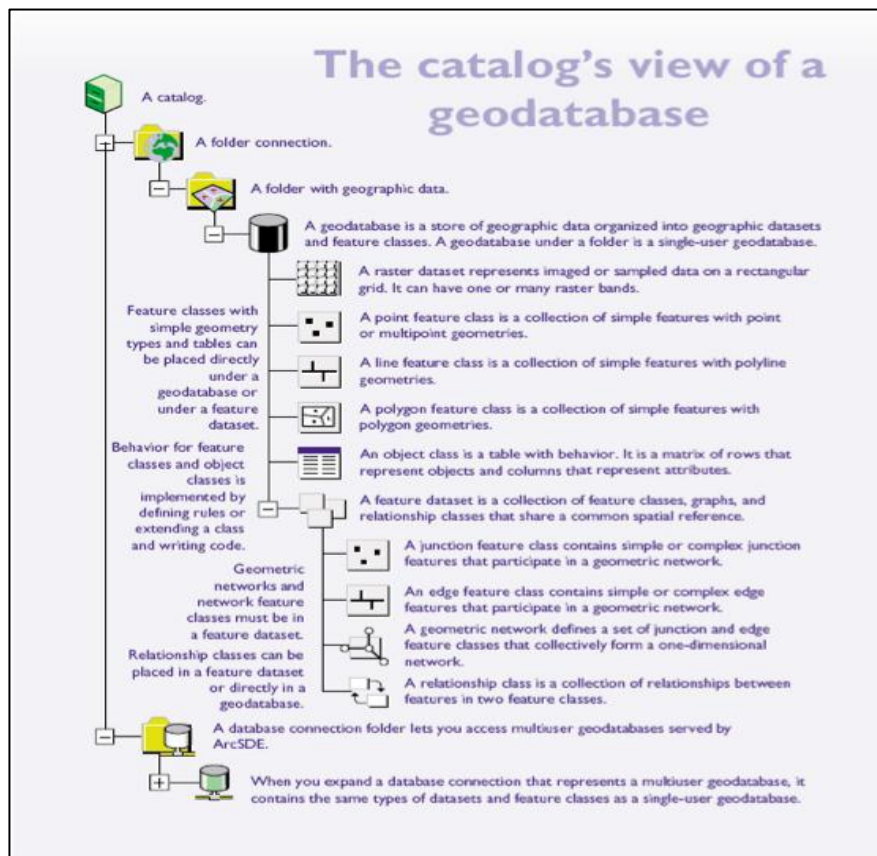 The catalog's view of a
geodatabase
A catalog.
A folder connection.
A folder with geographic data.
A geodatabase is a store of geographic data organized into geographic datasets
and feature classes. A geodatabase under a folder is a single-user geodatabase.
A raster dataset represents imaged or sampled data on a rectangular
grid. It can have one or many raster bands.
Feature classes with
simple geometry
types and tables can
be placed directly
under a
geodatabase or
under a feature
dataset.
A point feature class is a collection of simple features with point
or multipoint geometries.
A line feature class is a collection of simple features with polyline
geometries.
A polygon feature class is a collection of simple features with
polygon geometries.
Behavior for feature
classes and object
classes is
implemented by
defining rules or
extending a class
and writing code.
An object class is a table with behavior. It is a matrix of rows that
represent objects and columns that represent attributes.
A feature dataset is a collection of feature classes, graphs, and
relationship classes that share a common spatial reference.
A junction feature class contains simple or complex junction
features that participate in a geometric network.
Geometric
networks and
network feature
classes must be in
a feature dataset.
An edge feature class contains simple or complex edge
features that participate in a geometric network.
A geometric network defines a set of junction and edge
feature classes that collectively form a one-dimensional
network.
Relationship classes can be
placed in a feature dataset
or directly in a
geodatabase.
A relationship class is a collection of relationships between
features in two feature classes.
A database connection folder lets you access multiuser geodatabases served by
ArcSDE.
When you expand a database connection that represents a multiuser geodatabase, it
contains the same types of datasets and feature classes as a single-user geodatabase.